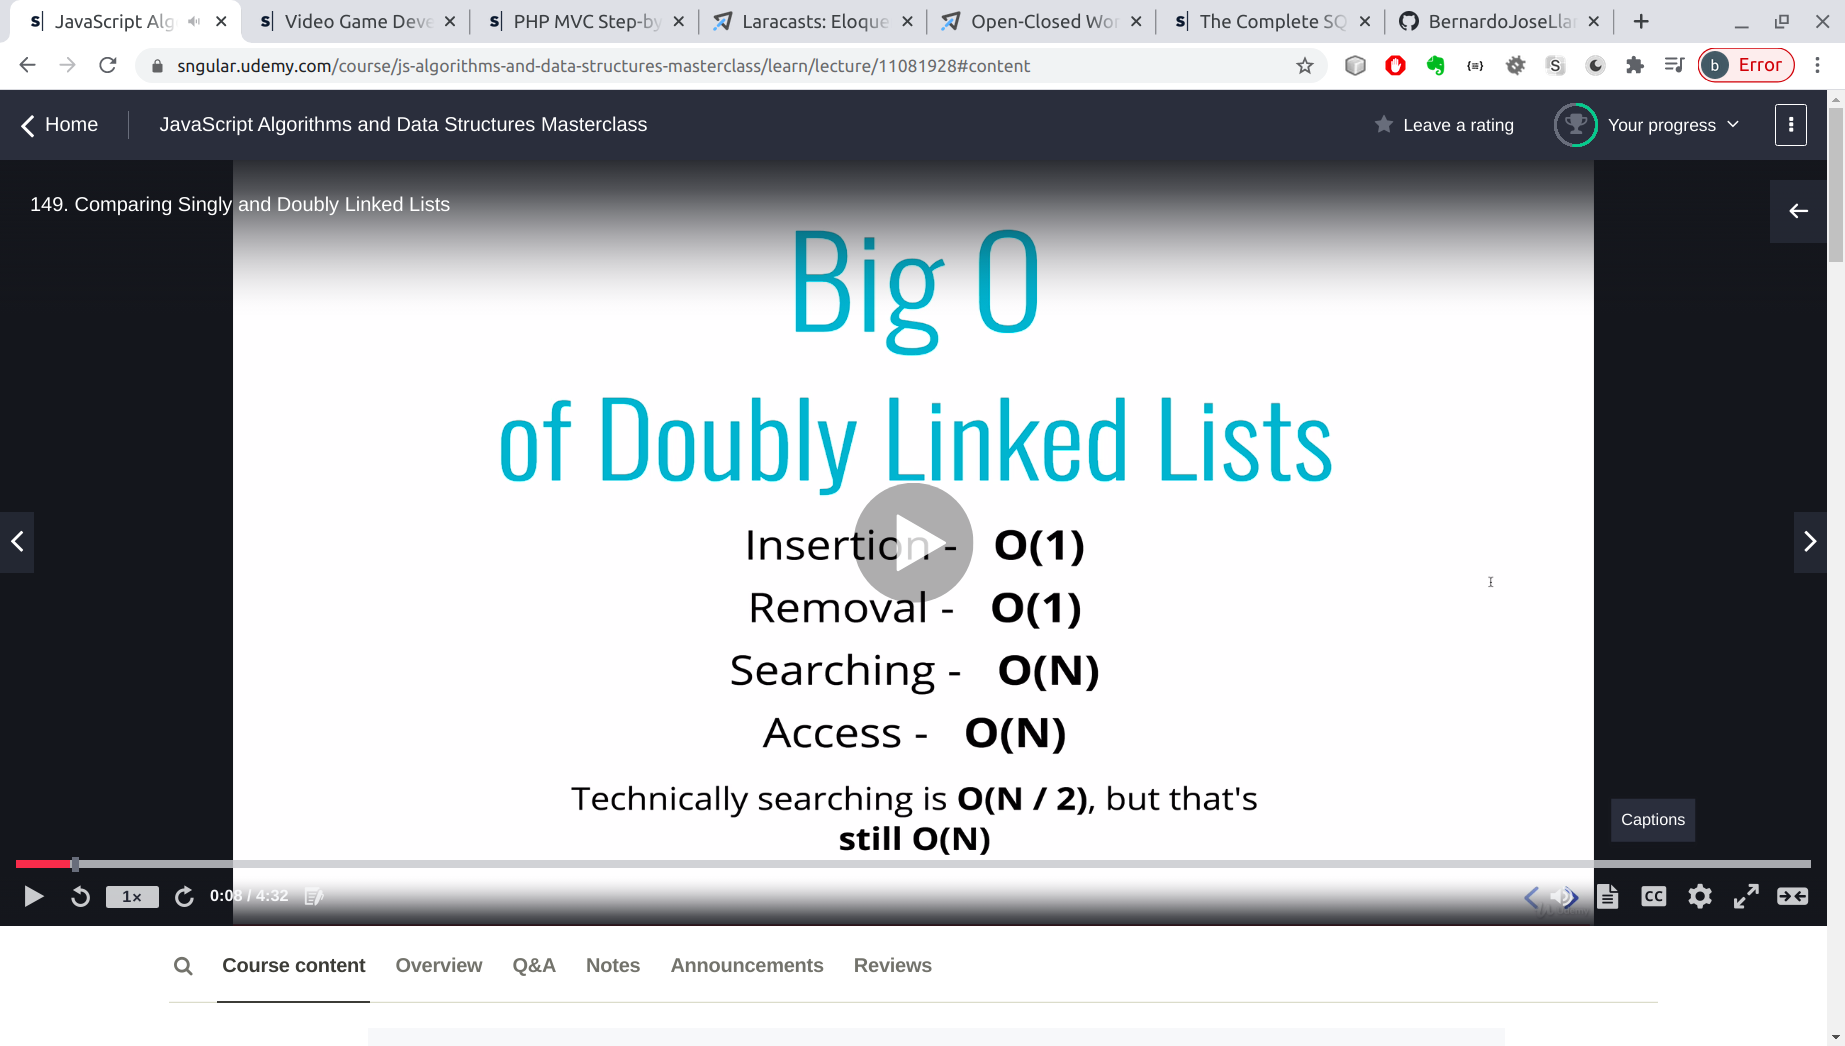 s| JavaScript Alg
s| Video Game Deve
s| PHP MVC Step-by
Laracasts: Eloque
Open-Closed Wor
s| The Complete SQ
BernardoJoseLlar
sngular.udemy.com/course/js-algorithms-and-data-structures-masterclass/learn/lecture/11081928#content
b Error
Home
JavaScript Algorithms and Data Structures Masterclass
Leave a rating
Your progress
149. Comparing Singly and Doubly Linked Lists
Big O
of Doubly Linked Lists
Insertion - O(1)
Removal - O(1)
Searching - O(N)
Access - O(N)
Technically searching is O(N / 2), but that's
still O(N)
Captions
1×
0:08 / 4:32
CC
Course content
Overview
Q&A
Notes
Announcements
Reviews